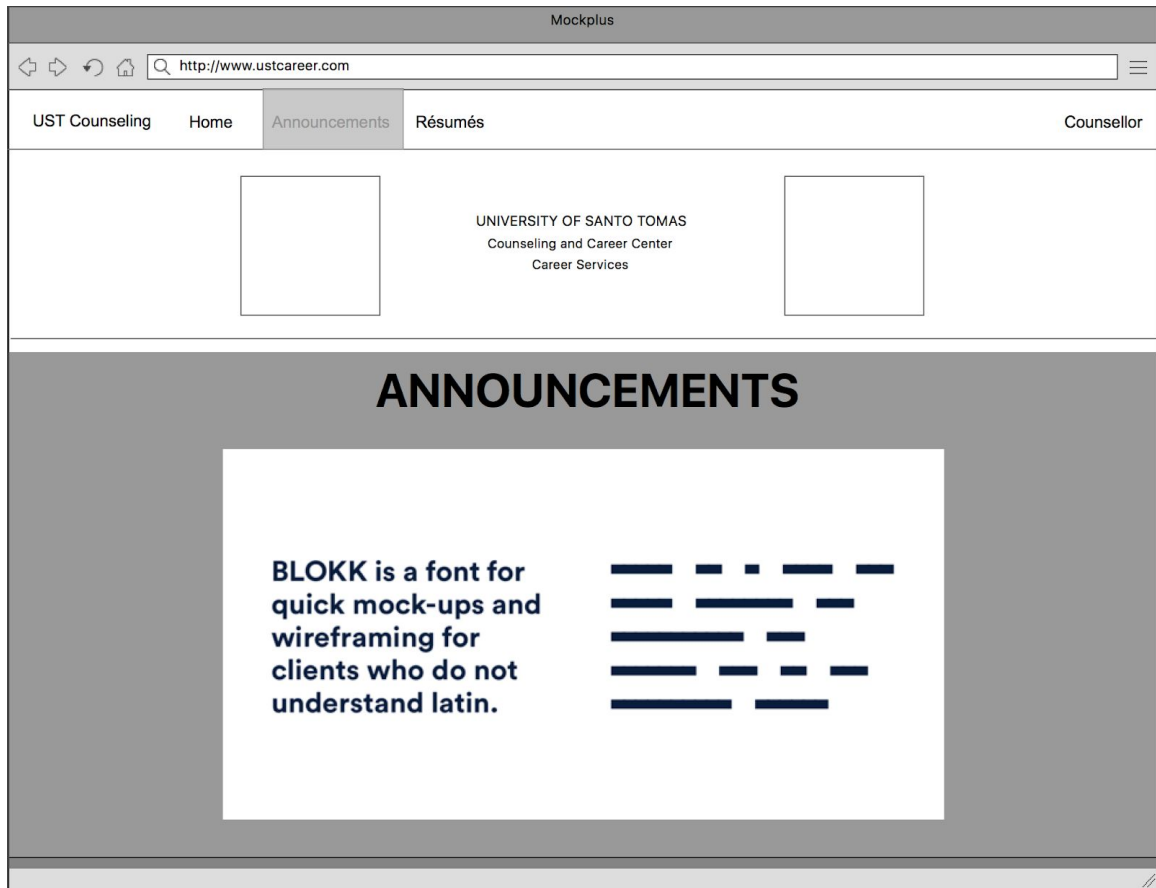 Mockplus
http://www.ustcareer.com
UST Counseling Home Announcements Résumés Counsellor
UNIVERSITY OF SANTO TOMAS
Counseling and Career Center
Career Services
ANNOUNCEMENTS
BLOKK is a font for
quick mock-ups and
wireframing for
clients who do not
understand latin.